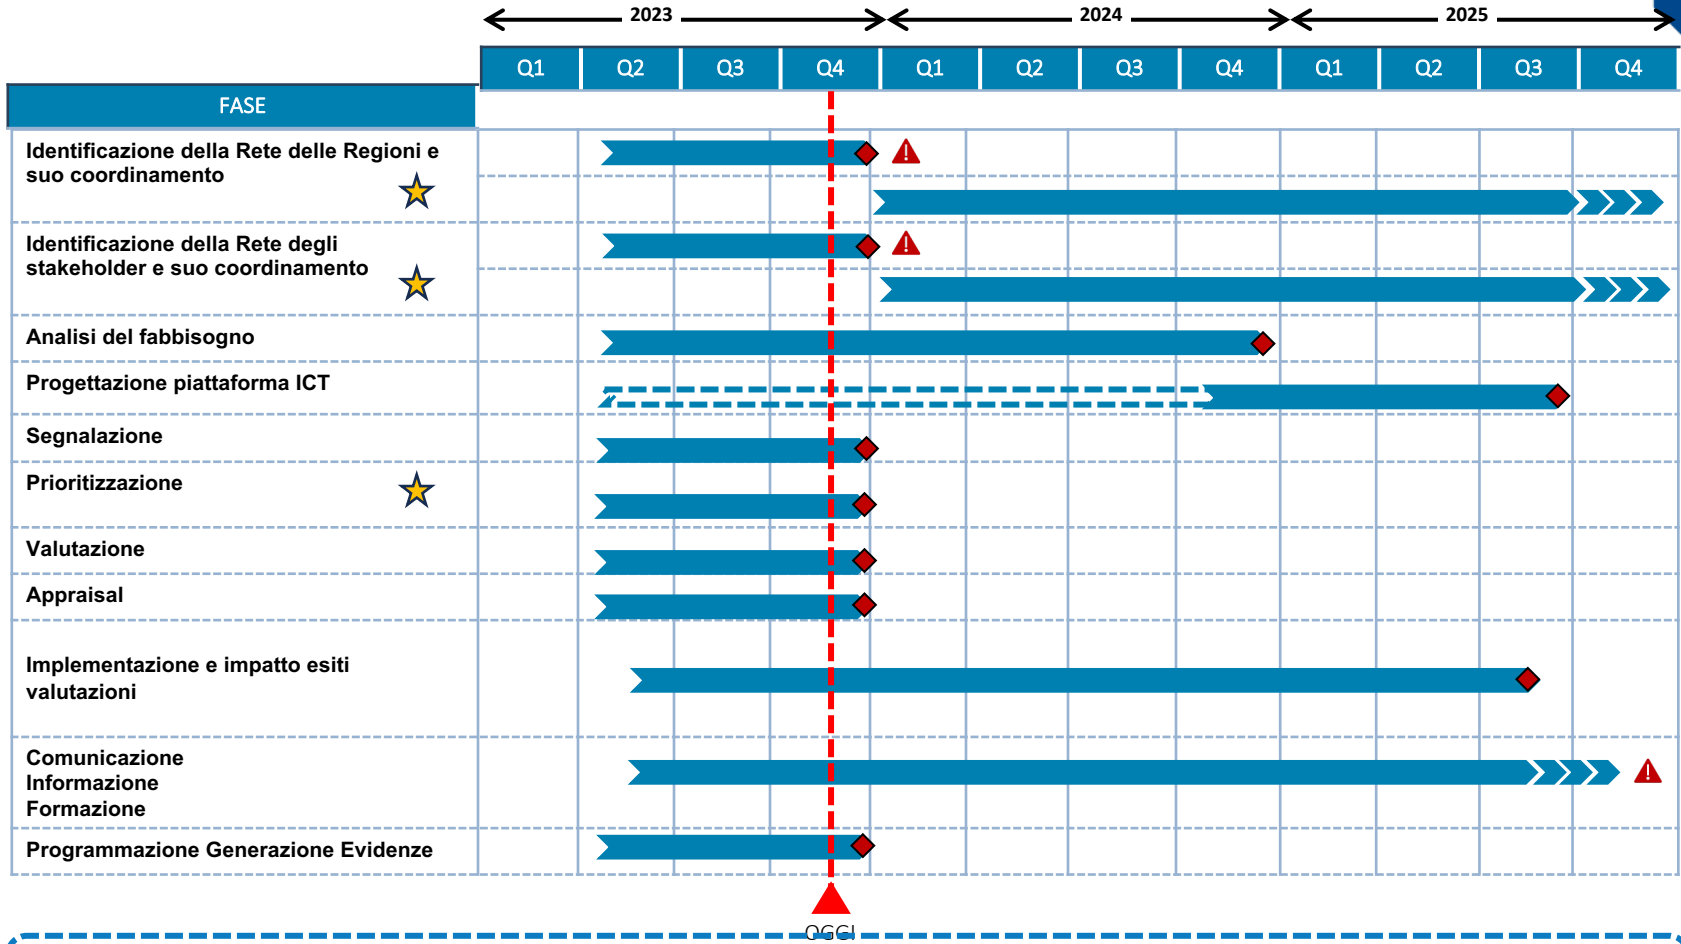 2023 2024 2025
Q1 Q2 Q3 Q4 Q1 Q2 Q3 Q4 Q1 Q2 Q3 Q4
FASE
Identificazione della Rete delle Regioni e
suo coordinamento
Identificazione della Rete degli
stakeholder e suo coordinamento
Analisi del fabbisogno
Progettazione piattaforma ICT
Segnalazione
Prioritizzazione
Valutazione
Appraisal
Implementazione e impatto esiti
valutazioni
Comunicazione
Informazione
Formazione
Programmazione Generazione Evidenze
OGGI